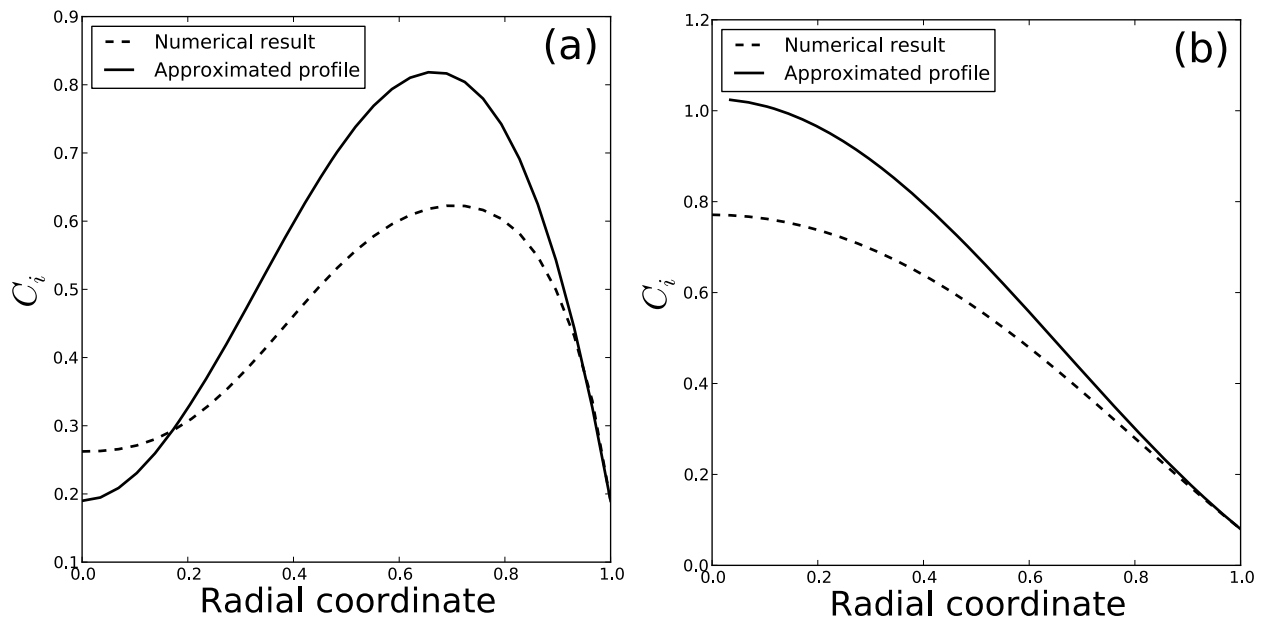 (a)
Numerical result
Approximated profile
0.9
0.8
0.7
0.6
0.5
0.4
0.3
0.2
0.1
C_i
0.0
0.2
0.4
0.6
0.8
1.0
Radial coordinate
(b)
Numerical result
Approximated profile
1.2
1.0
0.8
0.6
0.4
0.2
0.0
C_i
0.0
0.2
0.4
0.6
0.8
1.0
Radial coordinate